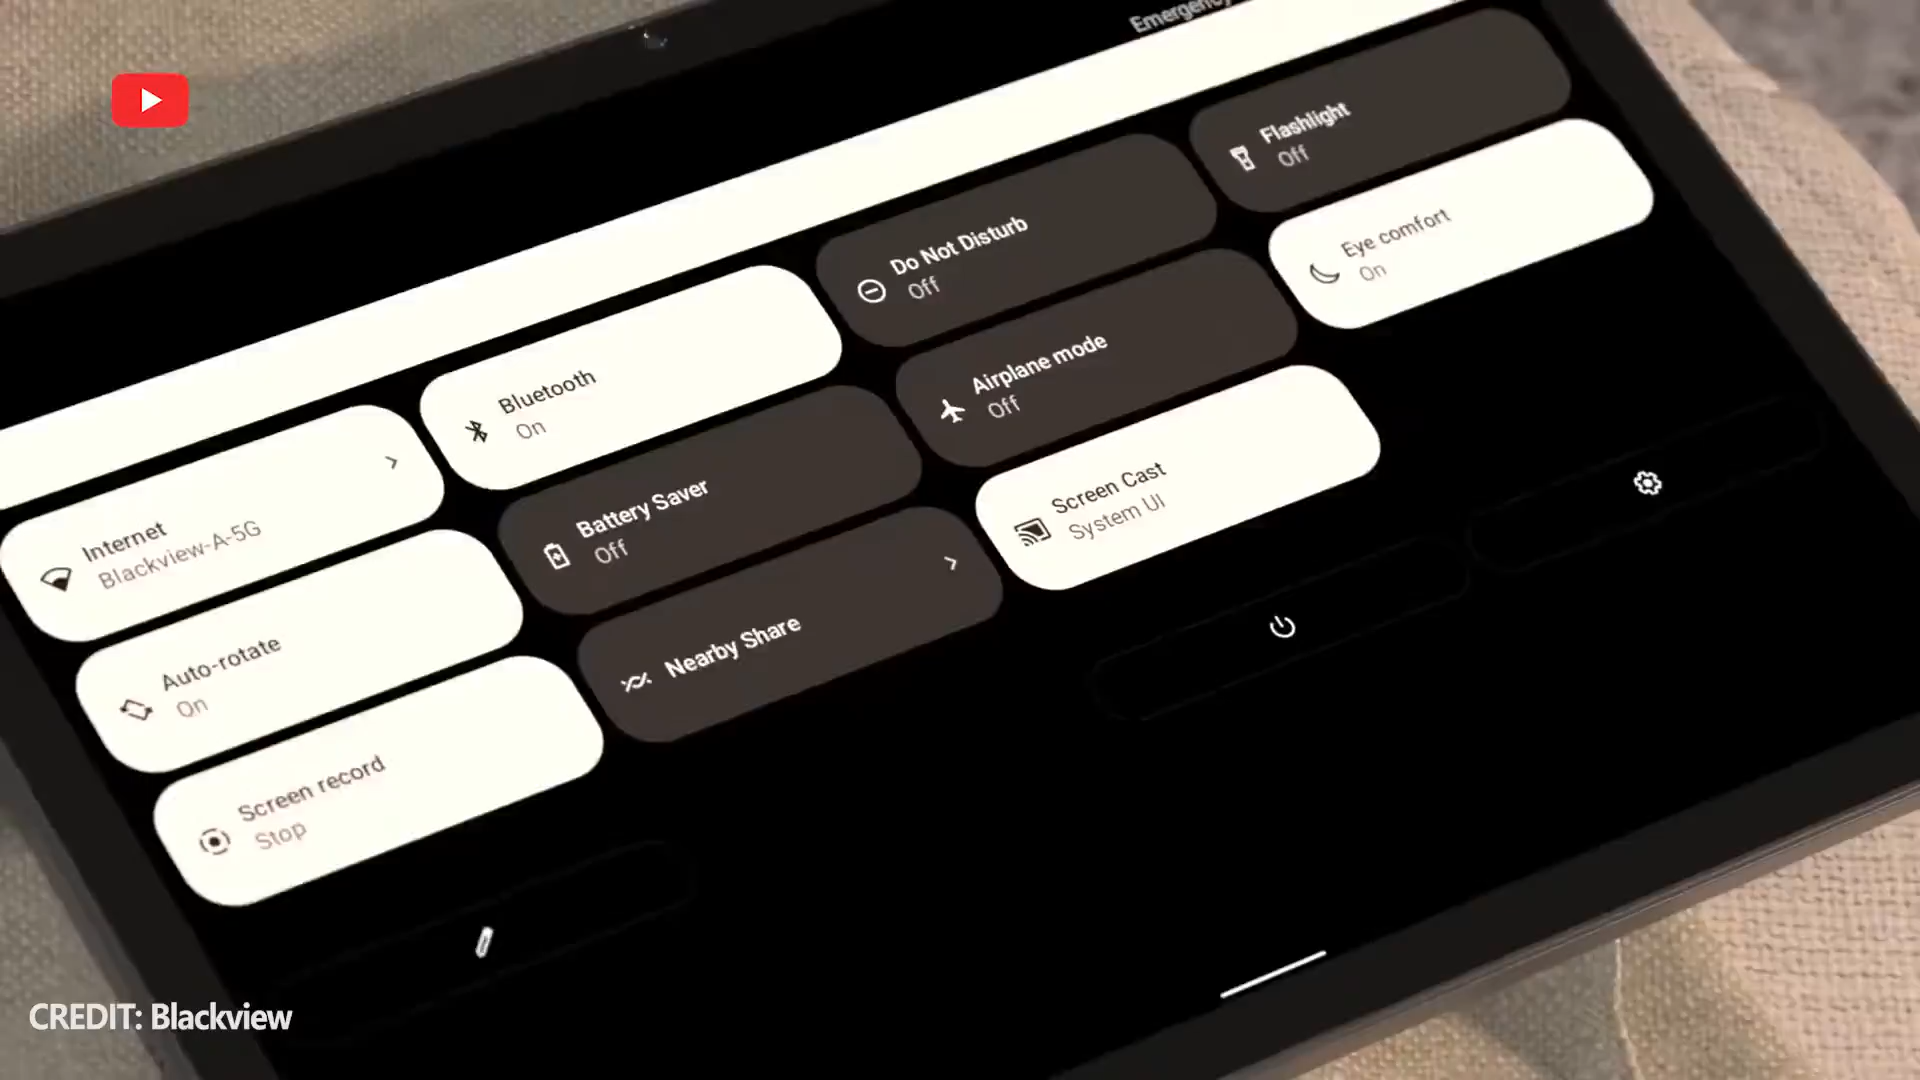 Emergency
Flashlight
Off
Do Not Disturb
Off
Eye comfort
On
Bluetooth
On
Airplane mode
Off
Internet
Blackview-A-5G
Battery Saver
Off
Screen Cast
System UI
Auto-rotate
On
Nearby Share
Screen record
Stop
CREDIT: Blackview